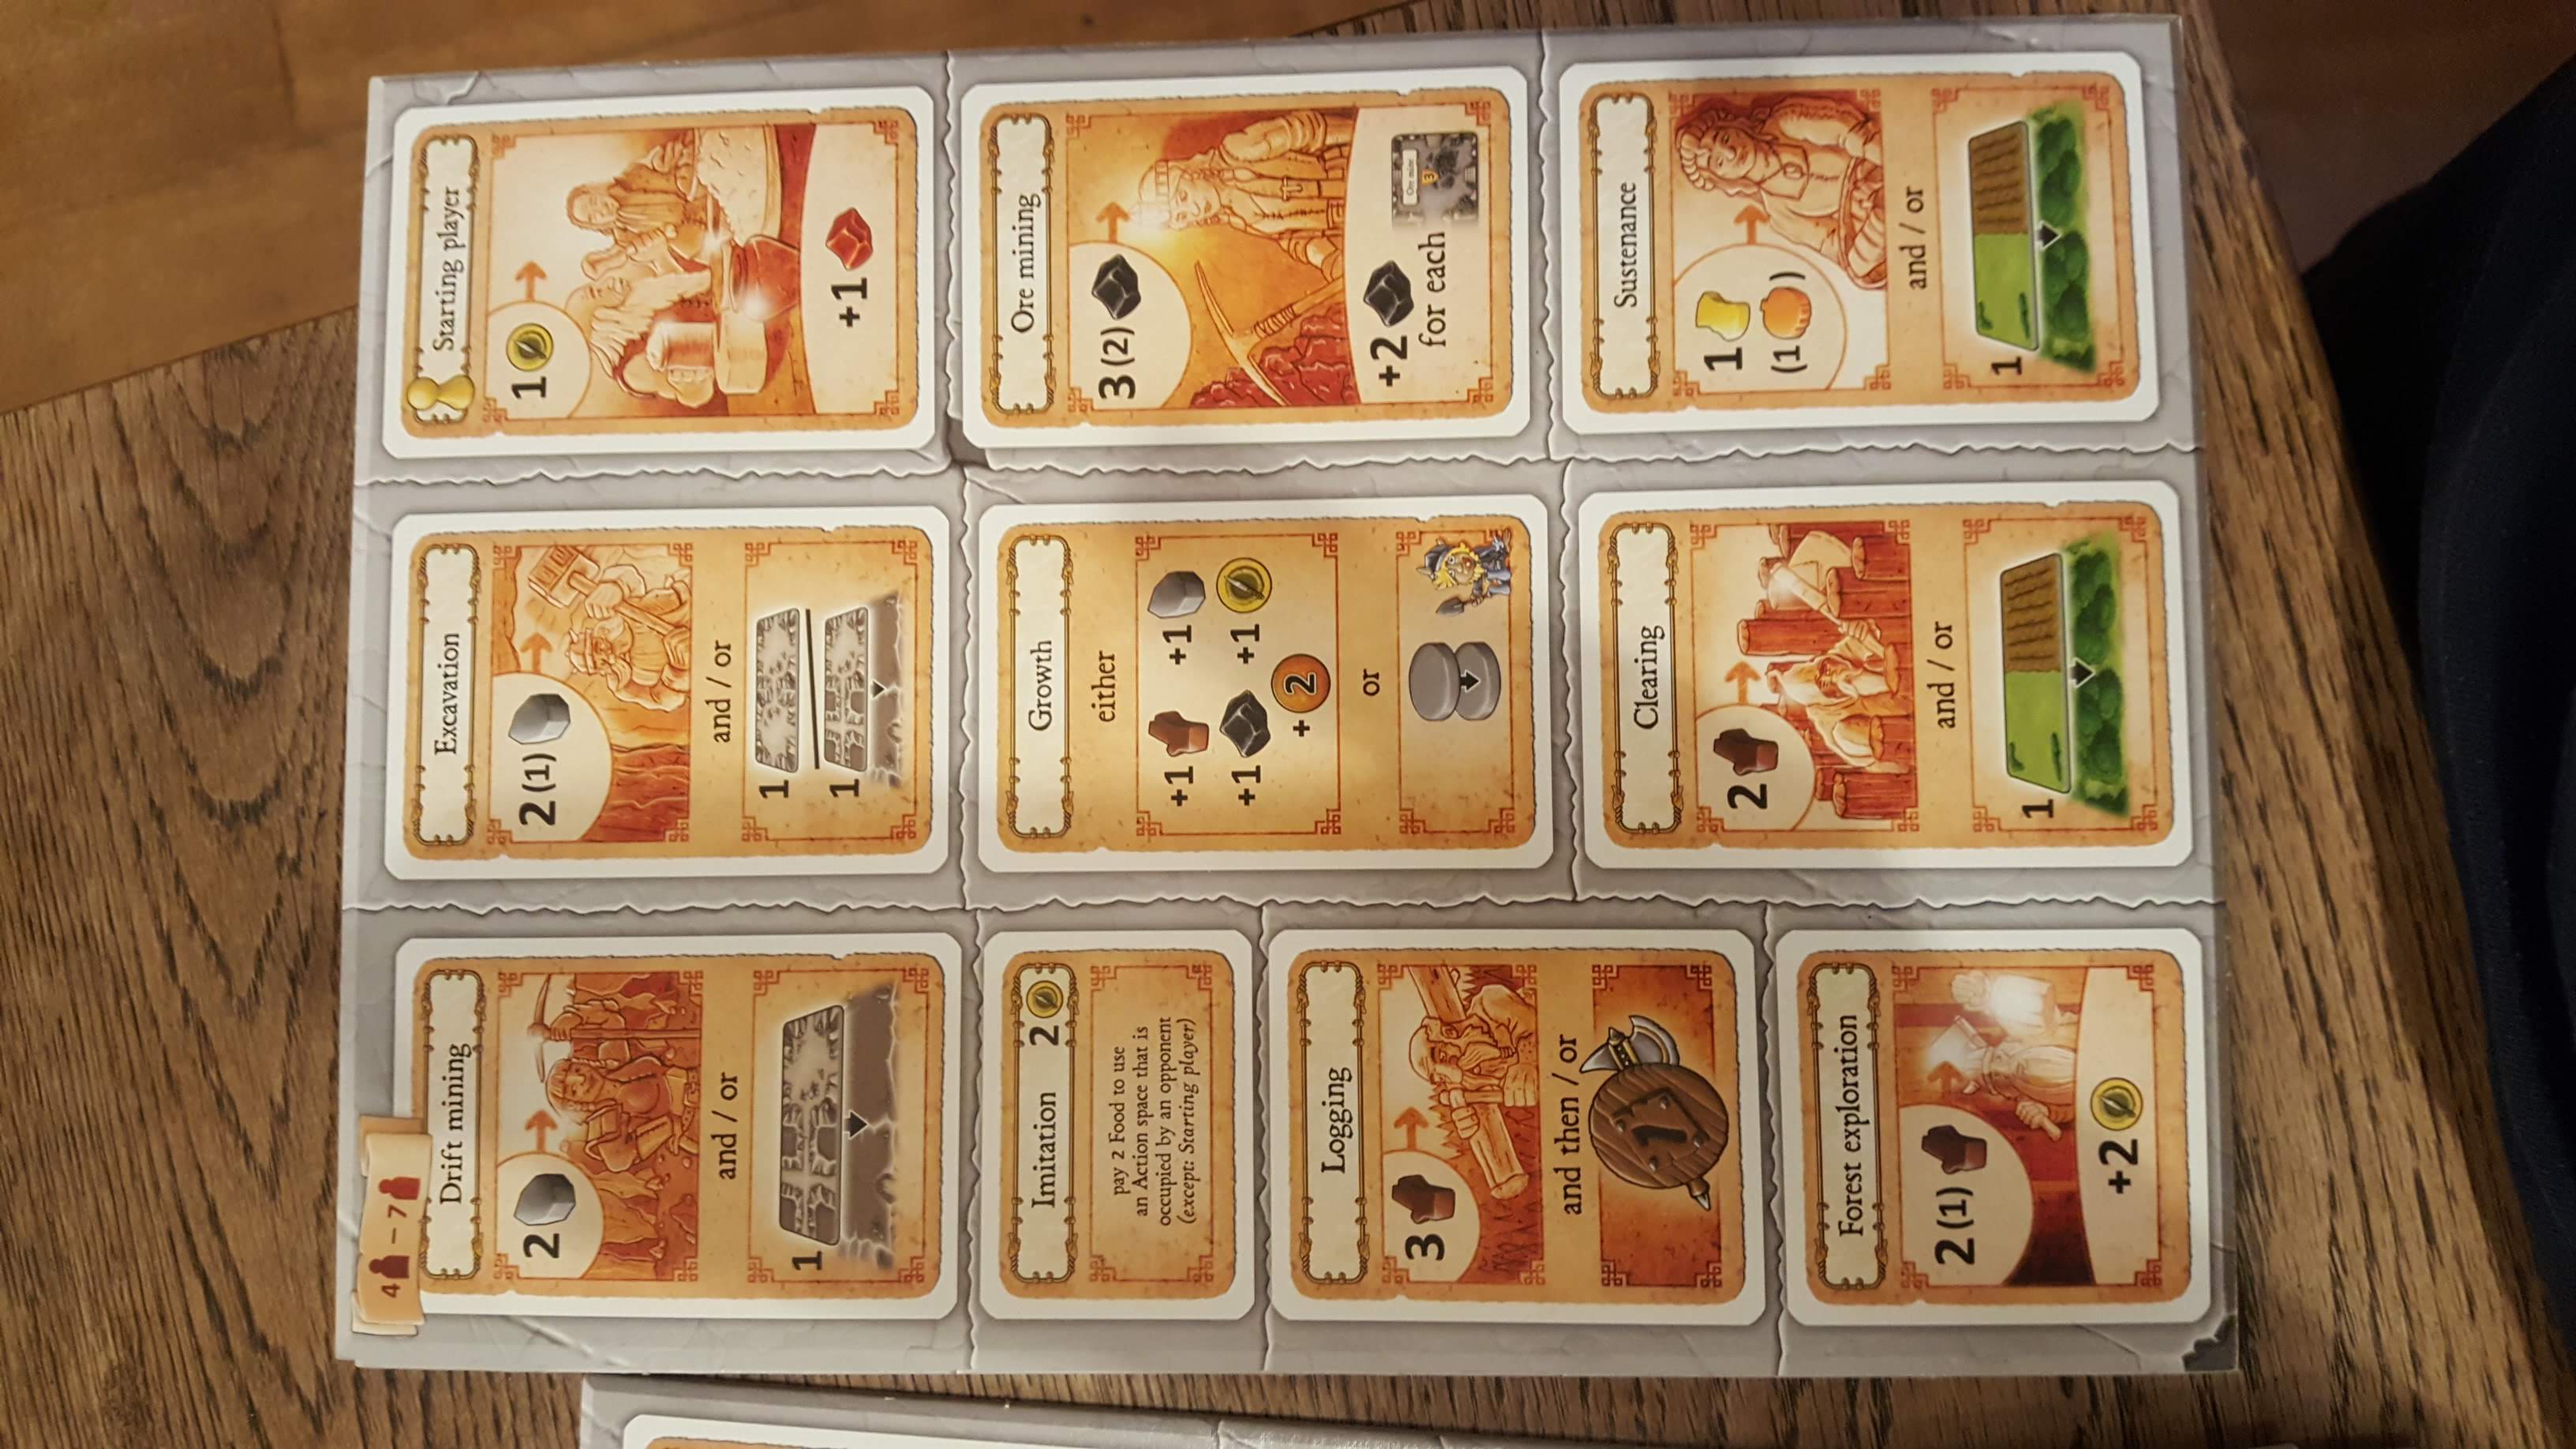 4 – 7
Drift mining
2
and / or
1
Imitation 2
pay 2 Food to use
an Action space that is
occupied by an opponent
(except: Starting player)
Logging
3
and then / or
1
Forest exploration
2 (1)
+2
Excavation
2 (1)
and / or
1
1
Growth
either
+1 +1
+1 +1
+ 2
or
Clearing
2
and / or
1
Starting player
1
+1
Ore mining
3 (2)
+2
for each
Ore mine
3
Sustenance
1
(1 )
and / or
1